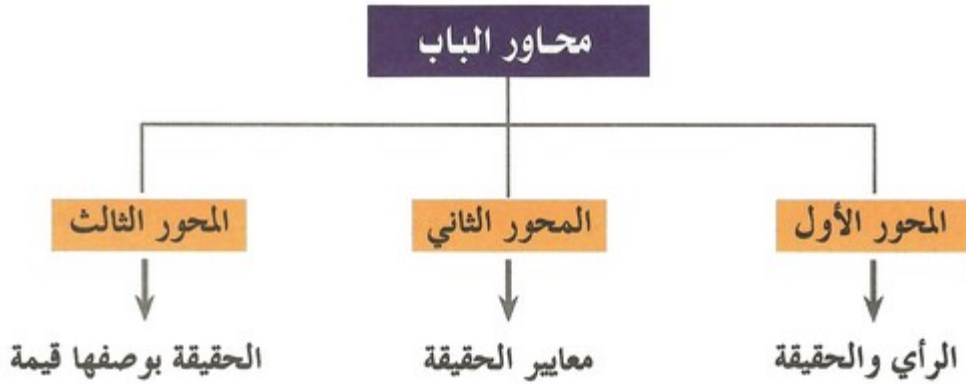 محاور الباب
المحور الأول
المحور الثاني
المحور الثالث
الرأي والحقيقة
معايير الحقيقة
الحقيقة بوصفها قيمة